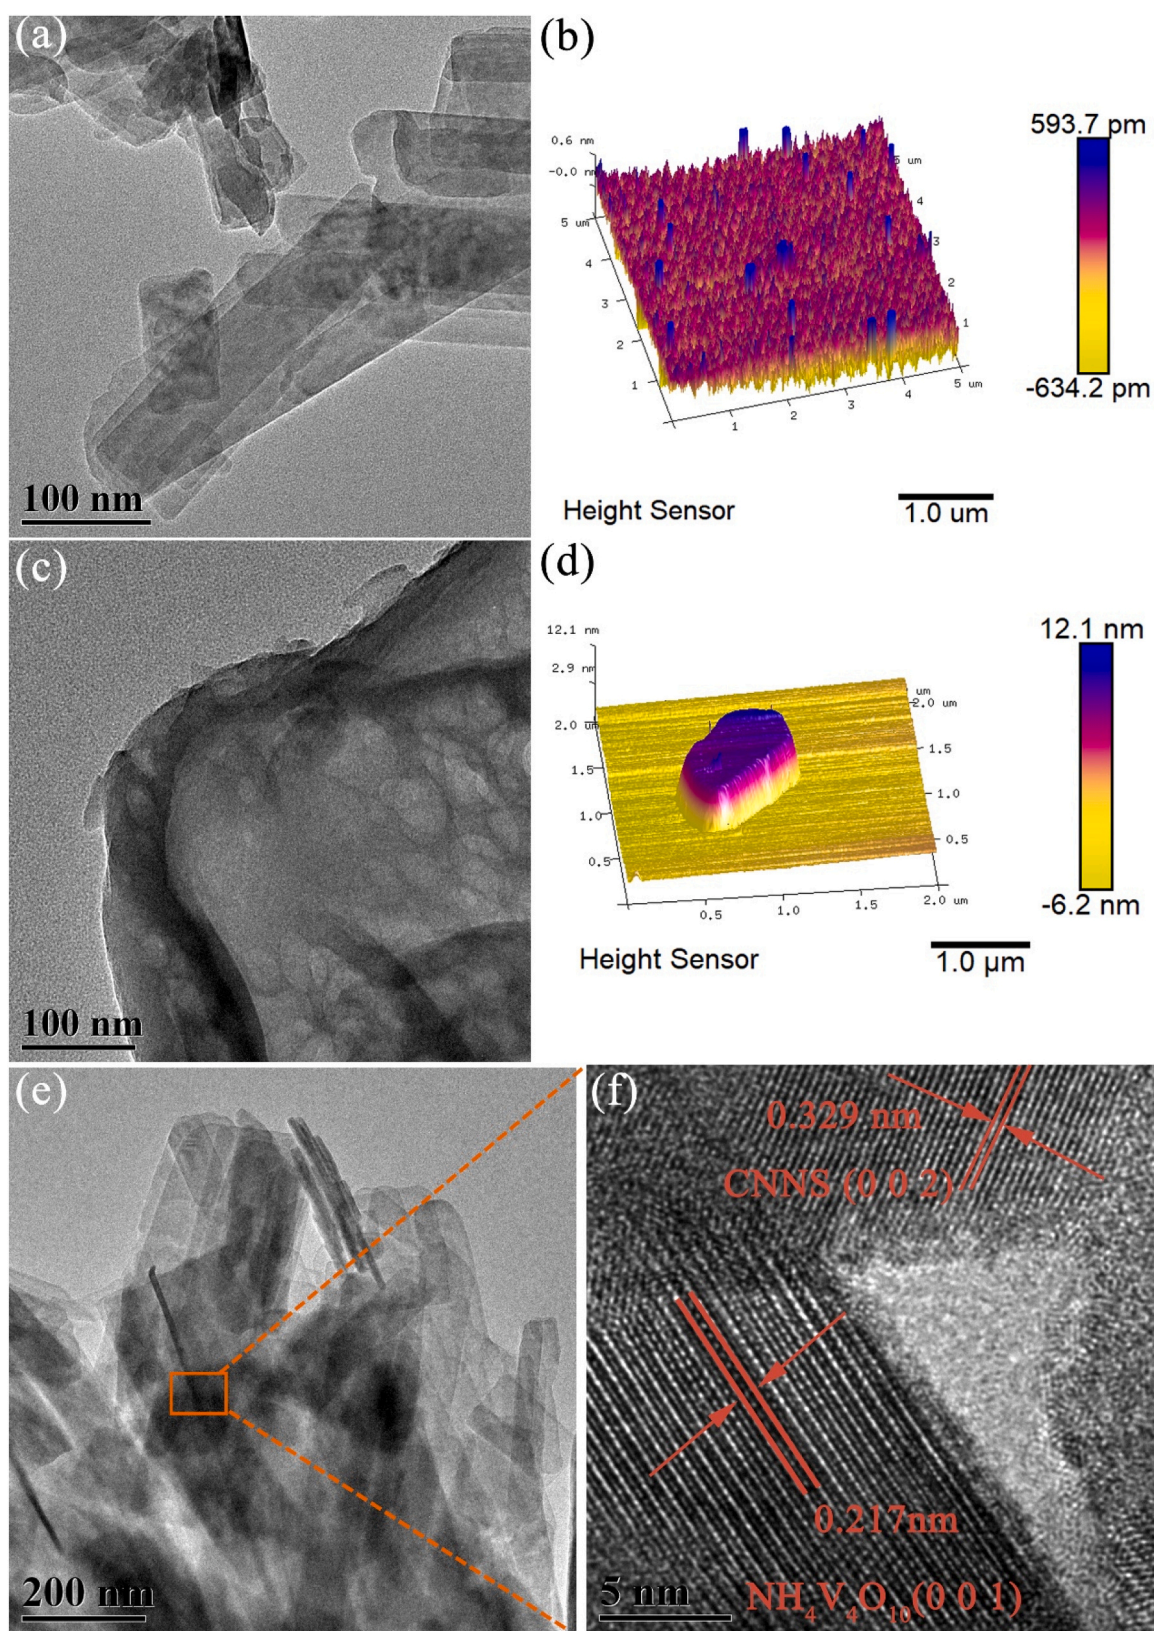 (a)
100 nm
(b)
0.6 nm
-0.0 nm
5 um
4
3
2
1
1
2
3
4
5 um
1
2
3
4
5 um
593.7 pm
-634.2 pm
Height Sensor
1.0 um
(c)
100 nm
(d)
12.1 nm
2.9 nm
2.0 um
1.5
1.0
0.5
0.5
1.0
1.5
2.0 um
0.5
1.0
1.5
2.0 um
um
12.1 nm
-6.2 nm
Height Sensor
1.0 µm
(e)
200 nm
(f)
0.329 nm
CNNS (0 0 2)
0.217nm
NH₄V₄O₁₀(0 0 1)
5 nm